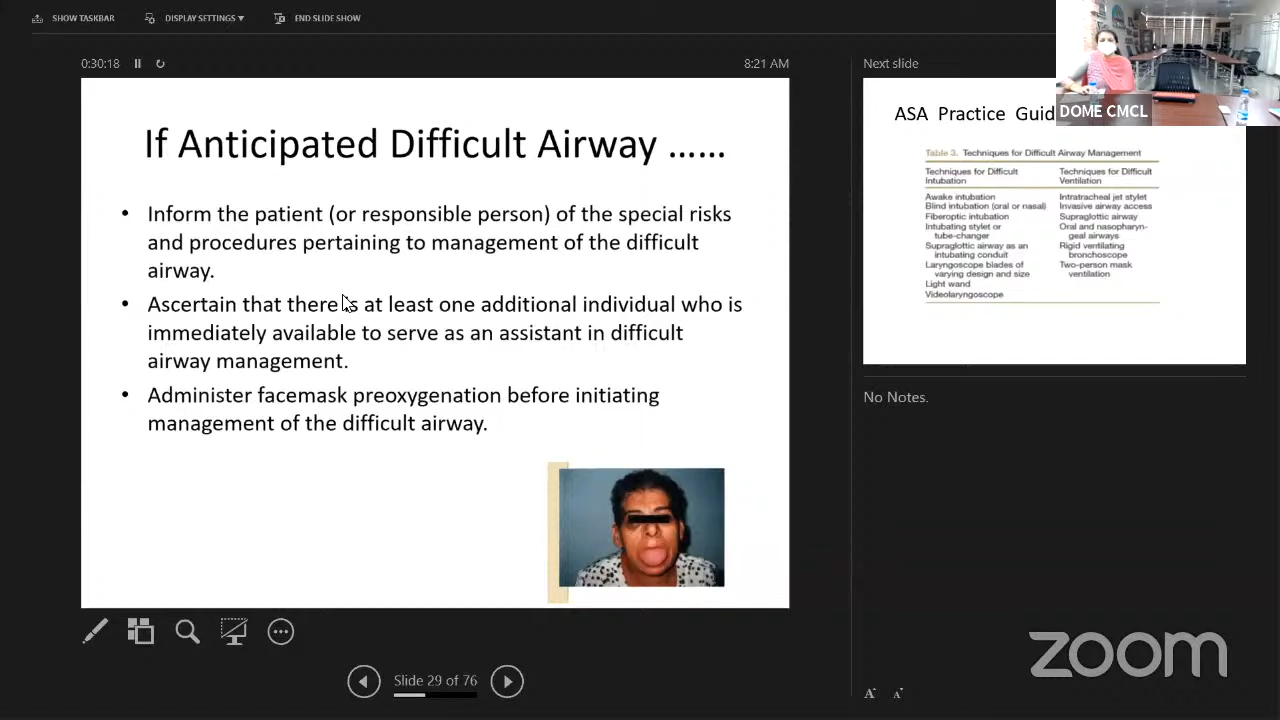 SHOW TASKBAR
DISPLAY SETTINGS ▼
END SLIDE SHOW
0:30:18
8:21 AM
If Anticipated Difficult Airway ......
• Inform the patient (or responsible person) of the special risks
and procedures pertaining to management of the difficult
airway.
• Ascertain that there is at least one additional individual who is
immediately available to serve as an assistant in difficult
airway management.
• Administer facemask preoxygenation before initiating
management of the difficult airway.
Slide 29 of 76
Next slide
DOME CMCL
ASA Practice Guid
Table 3. Techniques for Difficult Airway Management
Techniques for Difficult
Intubation
Awake intubation
Blind intubation (oral or nasal)
Fiberoptic intubation
Intubating stylet or
tube-changer
Supraglottic airway as an
intubating conduit
Laryngoscope blades of
varying design and size
Light wand
Videolaryngoscope
Techniques for Difficult
Ventilation
Intratracheal jet stylet
Invasive airway access
Supraglottic airway
Oral and nasopharyn-
geal airways
Rigid ventilating
bronchoscope
Two-person mask
ventilation
No Notes.
zoom
A A